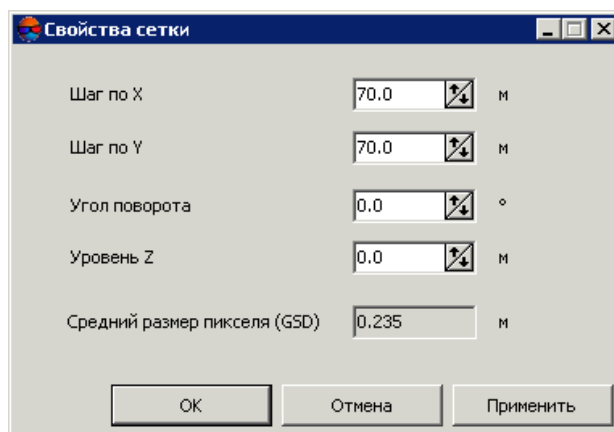 Свойства сетки
Шаг по X 70.0 м
Шаг по Y 70.0 м
Угол поворота 0.0 °
Уровень Z 0.0 м
Средний размер пикселя (GSD) 0.235 м
OK Отмена Применить